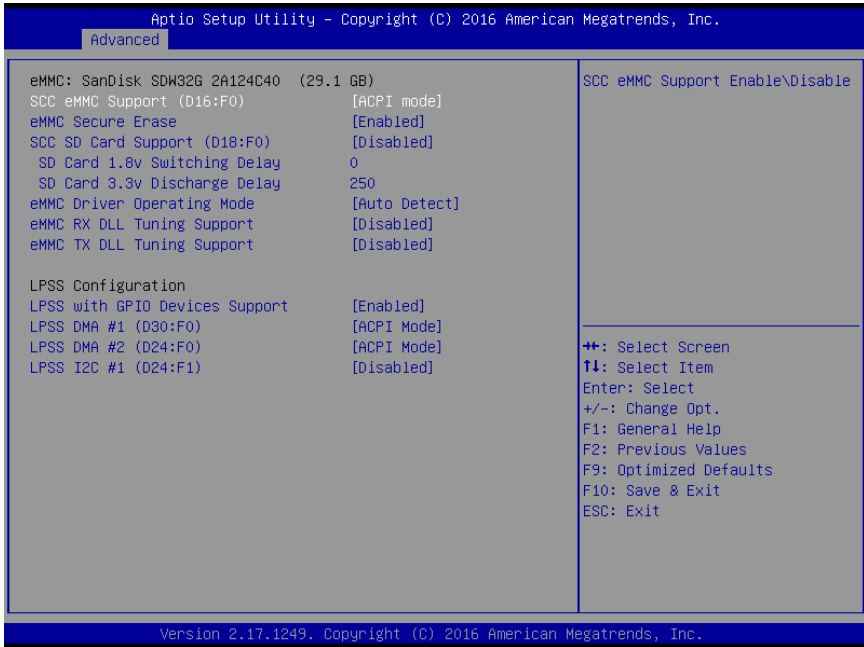 Aptio Setup Utility – Copyright (C) 2016 American Megatrends, Inc.
Advanced
eMMC: SanDisk SDW32G 2A124C40 (29.1 GB)
SCC eMMC Support (D16:F0) [ACPI mode]
eMMC Secure Erase [Enabled]
SCC SD Card Support (D18:F0) [Disabled]
SD Card 1.8v Switching Delay 0
SD Card 3.3v Discharge Delay 250
eMMC Driver Operating Mode [Auto Detect]
eMMC RX DLL Tuning Support [Disabled]
eMMC TX DLL Tuning Support [Disabled]
LPSS Configuration
LPSS with GPIO Devices Support [Enabled]
LPSS DMA #1 (D30:F0) [ACPI Mode]
LPSS DMA #2 (D24:F0) [ACPI Mode]
LPSS I2C #1 (D24:F1) [Disabled]
SCC eMMC Support Enable\Disable
→←: Select Screen
↑↓: Select Item
Enter: Select
+/-: Change Opt.
F1: General Help
F2: Previous Values
F9: Optimized Defaults
F10: Save & Exit
ESC: Exit
Version 2.17.1249. Copyright (C) 2016 American Megatrends, Inc.